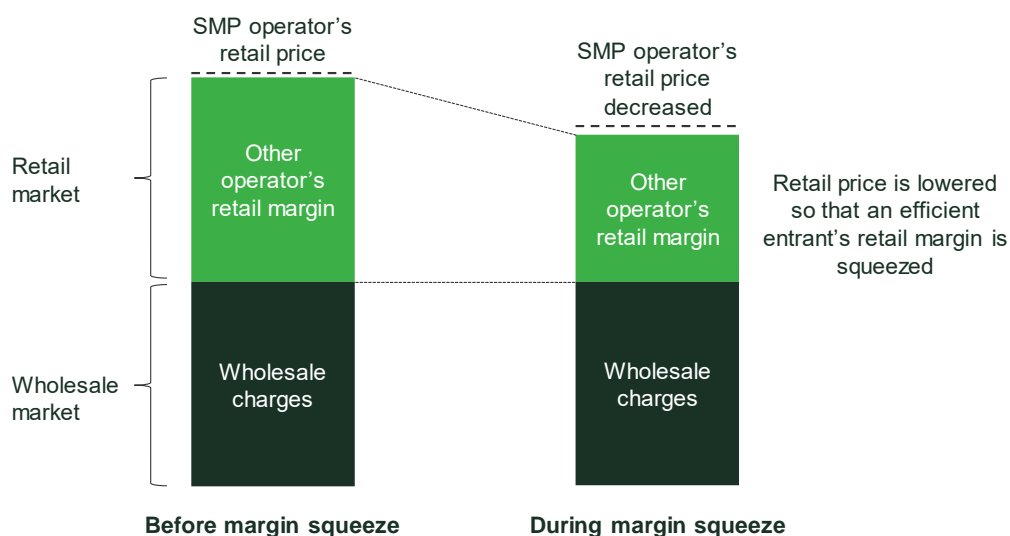 SMP operator's
retail price
SMP operator's
retail price
decreased
Retail
market
Other
operator's
retail margin
Other
operator's
retail margin
Retail price is lowered
so that an efficient
entrant's retail margin is
squeezed
Wholesale
market
Wholesale
charges
Wholesale
charges
Before margin squeeze
During margin squeeze